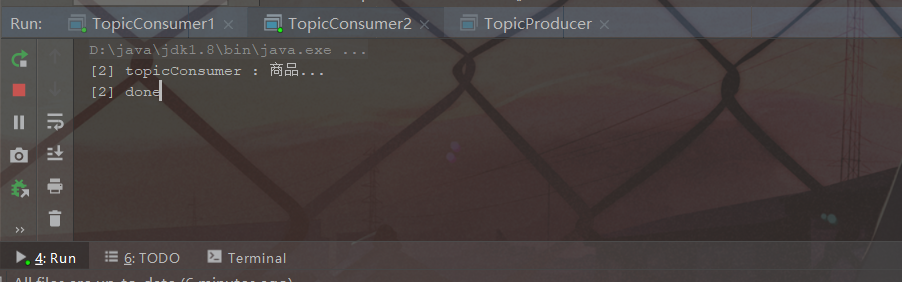 Run: TopicConsumer1 × TopicConsumer2 × TopicProducer ×
D:\java\jdk1.8\bin\java.exe ...
[2] topicConsumer : 商品...
[2] done
4: Run 6: TODO Terminal
All files are up-to-date (6 minutes ago)